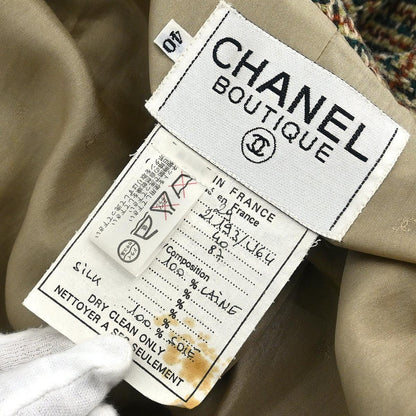 40
CHANEL
BOUTIQUE
IN FRANCE
en France
40
Composition
100 % LAINE
%
%
%
SILK 100 % SOIE
DRY CLEAN ONLY
NETTOYER A SEC SEULEMENT